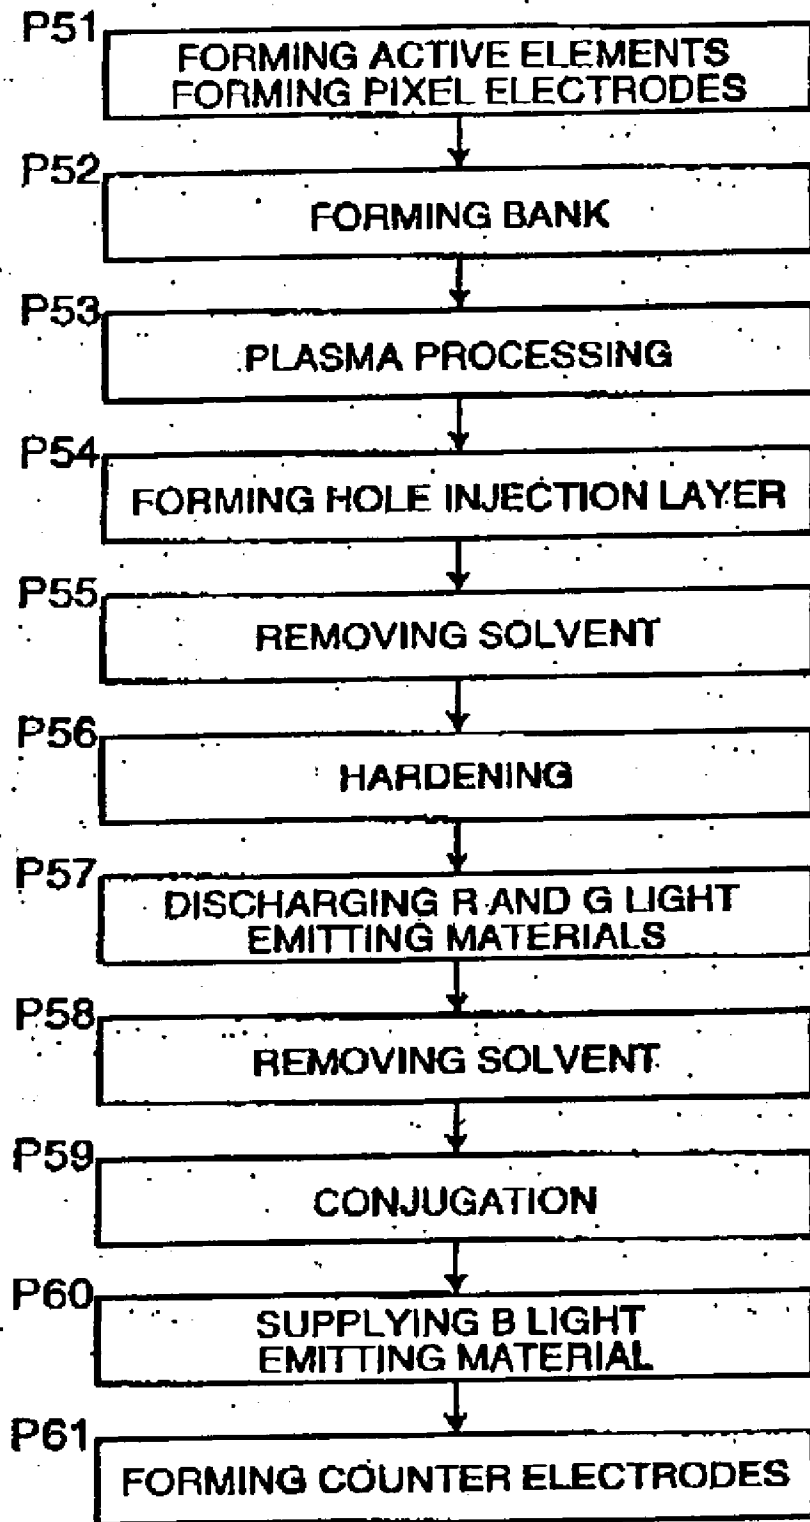 P51
FORMING ACTIVE ELEMENTS
FORMING PIXEL ELECTRODES
P52
FORMING BANK
P53
PLASMA PROCESSING
P54
FORMING HOLE INJECTION LAYER
P55
REMOVING SOLVENT
P56
HARDENING
P57
DISCHARGING R AND G LIGHT
EMITTING MATERIALS
P58
REMOVING SOLVENT
P59
CONJUGATION
P60
SUPPLYING B LIGHT
EMITTING MATERIAL
P61
FORMING COUNTER ELECTRODES